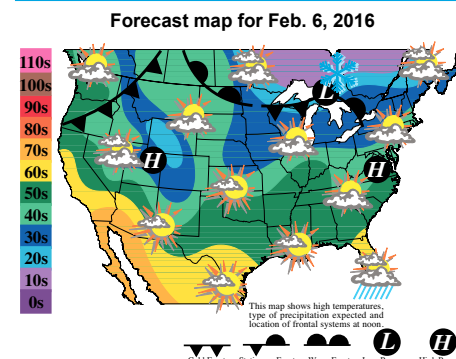 Forecast map for Feb. 6, 2016
110s
100s
90s
80s
70s
60s
50s
40s
30s
20s
10s
0s
L
H
H
This map shows high temperatures,
type of precipitation expected and
location of frontal systems at noon.
L
H